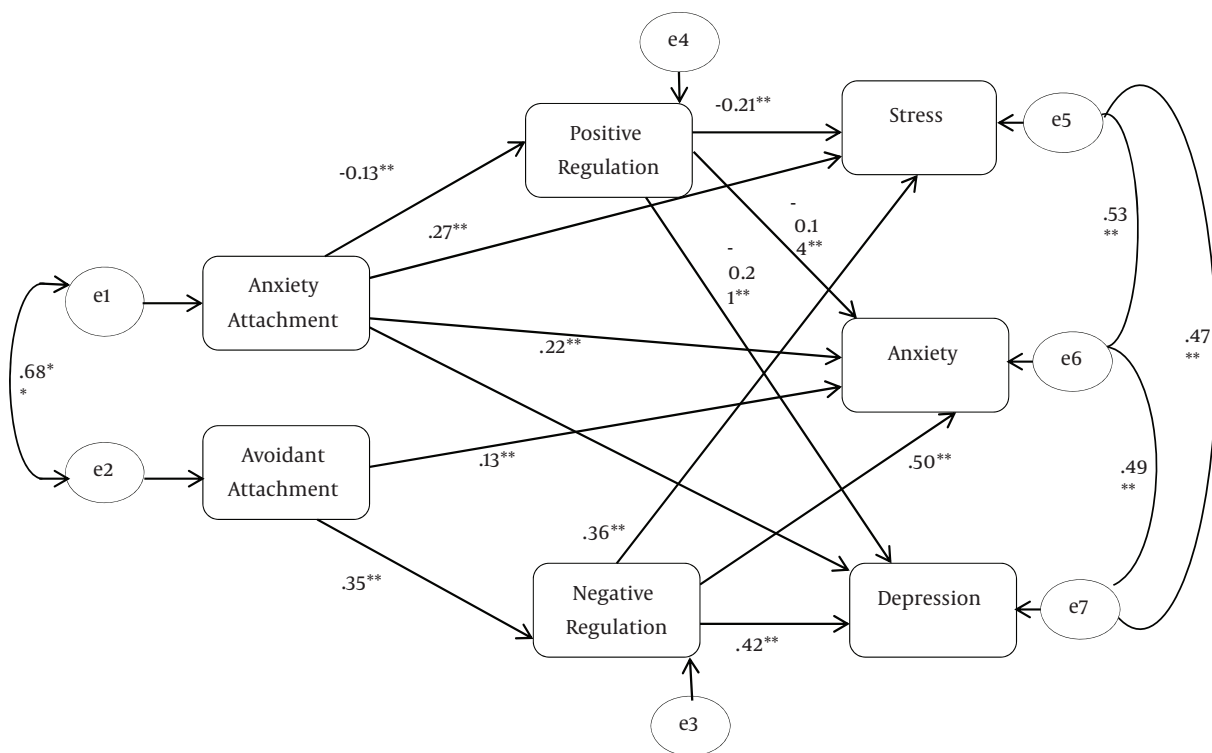 e4
-0.21**
Stress
e5
Positive
Regulation
-0.13**
.27**
-
0.1
4**
-
0.2
1**
.53
**
e1
Anxiety
Attachment
.22**
Anxiety
e6
.47
**
.68*
*
e2
Avoidant
Attachment
.13**
.50**
.49
**
.36**
.35**
Negative
Regulation
Depression
e7
.42**
e3